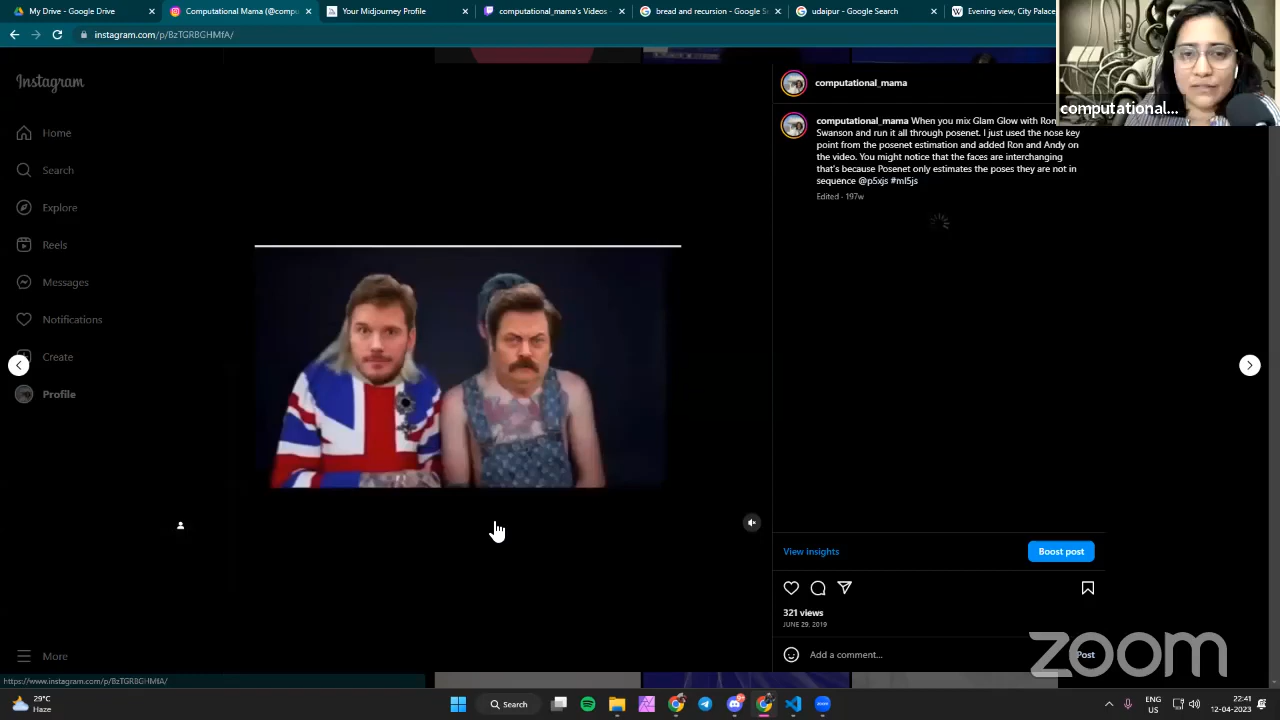 My Drive - Google Drive
Computational Mama (@compu
Your Midjourney Profile
computational_mama's Videos -
bread and recursion - Google S
udaipur - Google Search
Evening view, City Palace
instagram.com/p/BzTGRBGHMfA/
computational...
Instagram
Home
Search
Explore
Reels
Messages
Notifications
Create
Profile
More
computational_mama
computational_mama When you mix Glam Glow with Ron
Swanson and run it all through posenet. I just used the nose key
point from the posenet estimation and added Ron and Andy on
the video. You might notice that the faces are interchanging
that's because Posenet only estimates the poses they are not in
sequence @p5xjs #ml5js
Edited · 197w
View insights
Boost post
321 views
JUNE 29, 2019
Add a comment...
Post
zoom
https://www.instagram.com/p/BzTGRBGHMfA/
29°C
Haze
Search
ENG
US
22:41
12-04-2023